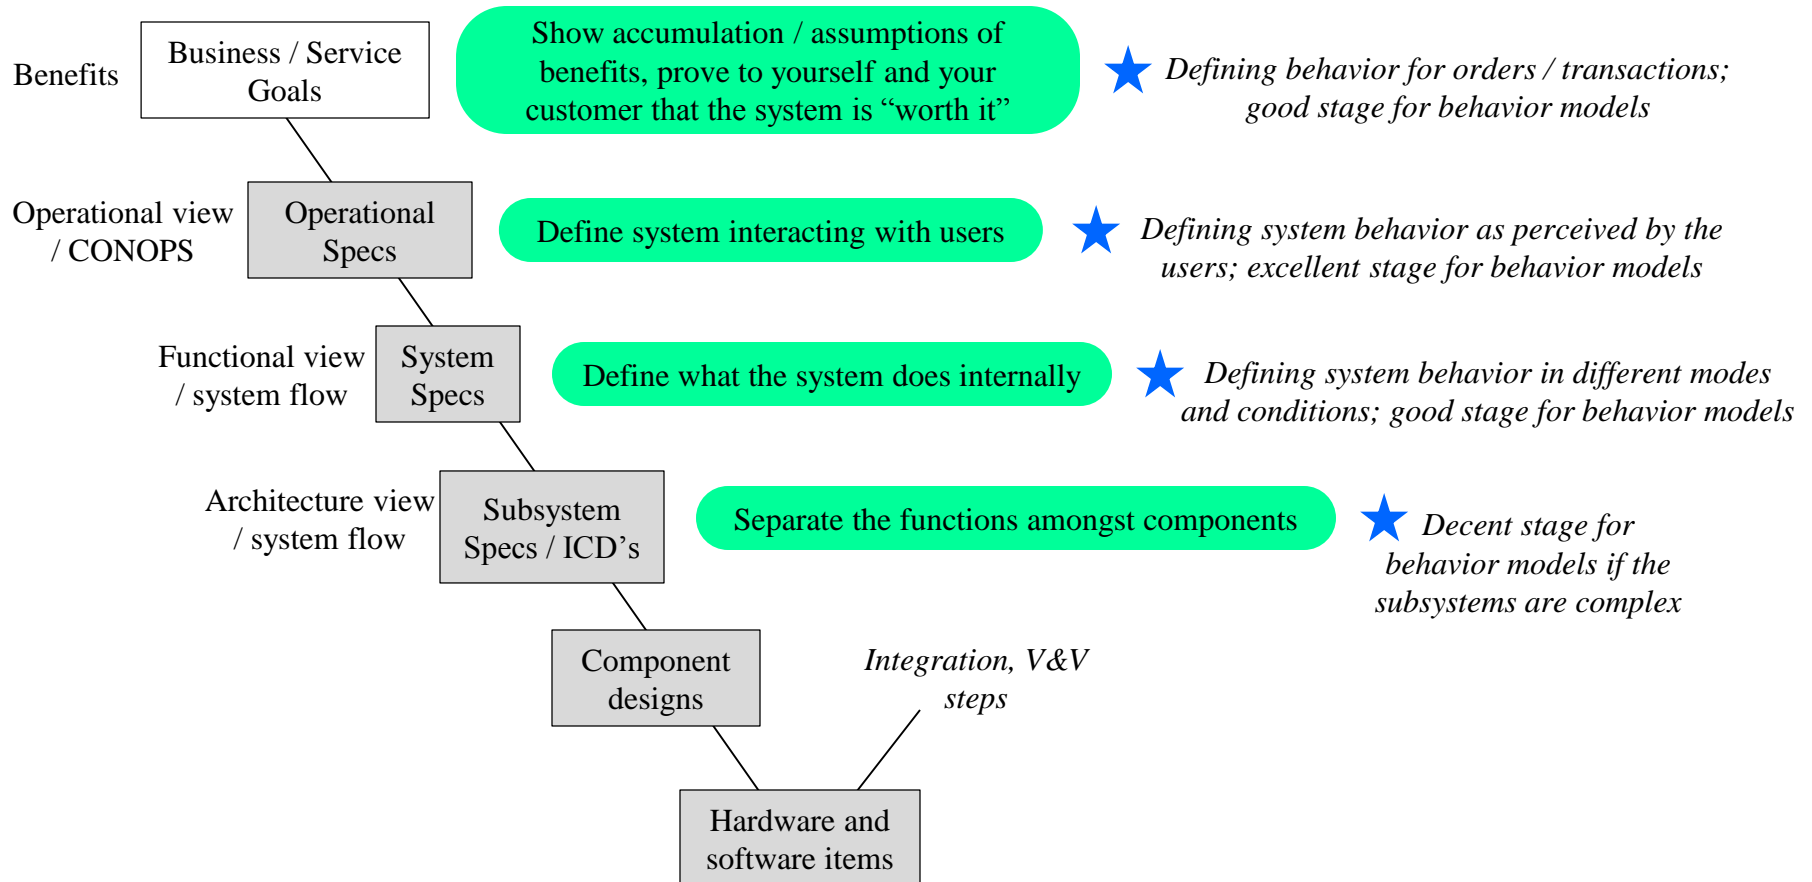 Benefits
Business / Service
Goals
Show accumulation / assumptions of
benefits, prove to yourself and your
customer that the system is “worth it”
Defining behavior for orders / transactions;
good stage for behavior models
Operational view
/ CONOPS
Operational
Specs
Define system interacting with users
Defining system behavior as perceived by the
users; excellent stage for behavior models
Functional view
/ system flow
System
Specs
Define what the system does internally
Defining system behavior in different modes
and conditions; good stage for behavior models
Architecture view
/ system flow
Subsystem
Specs / ICD’s
Separate the functions amongst components
Decent stage for
behavior models if the
subsystems are complex
Component
designs
Integration, V&V
steps
Hardware and
software items